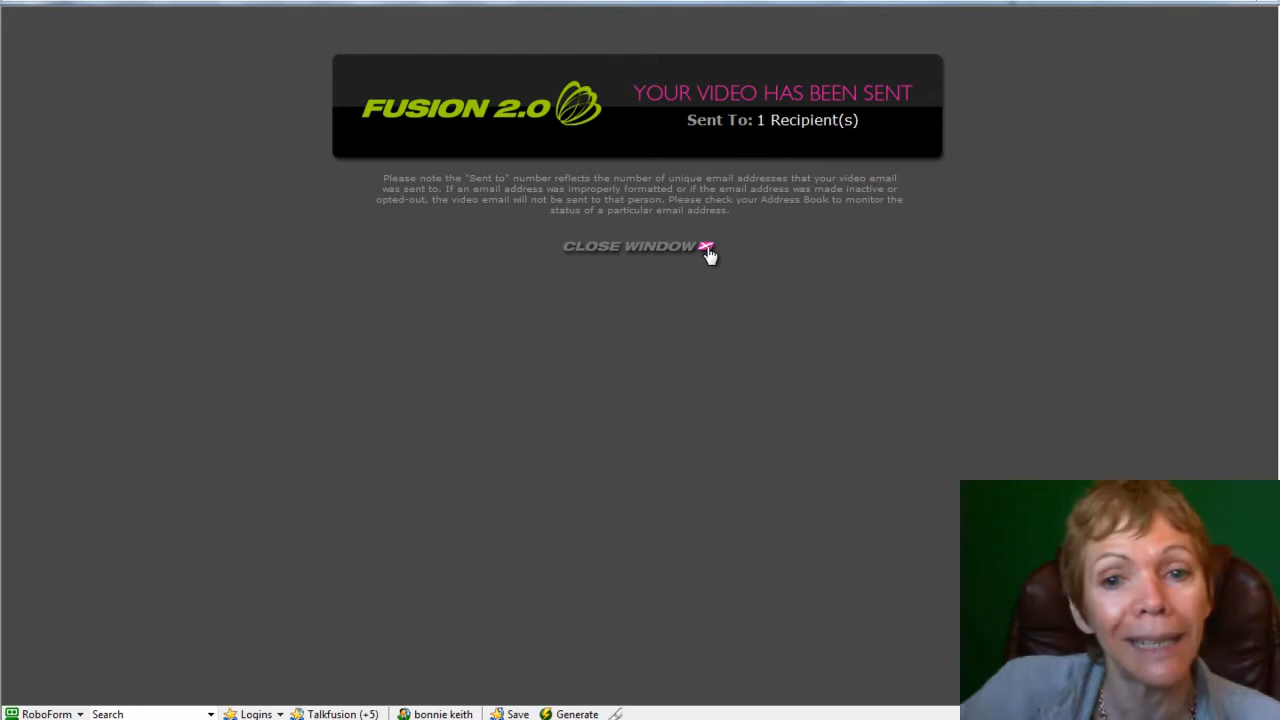 FUSION 2.0
YOUR VIDEO HAS BEEN SENT
Sent To: 1 Recipient(s)
Please note the "Sent to" number reflects the number of unique email addresses that your video email
was sent to. If an email address was improperly formatted or if the email address was made inactive or
opted-out, the video email will not be sent to that person. Please check your Address Book to monitor the
status of a particular email address.
CLOSE WINDOW X
RoboForm Search Logins Talkfusion (+5) bonnie keith Save Generate